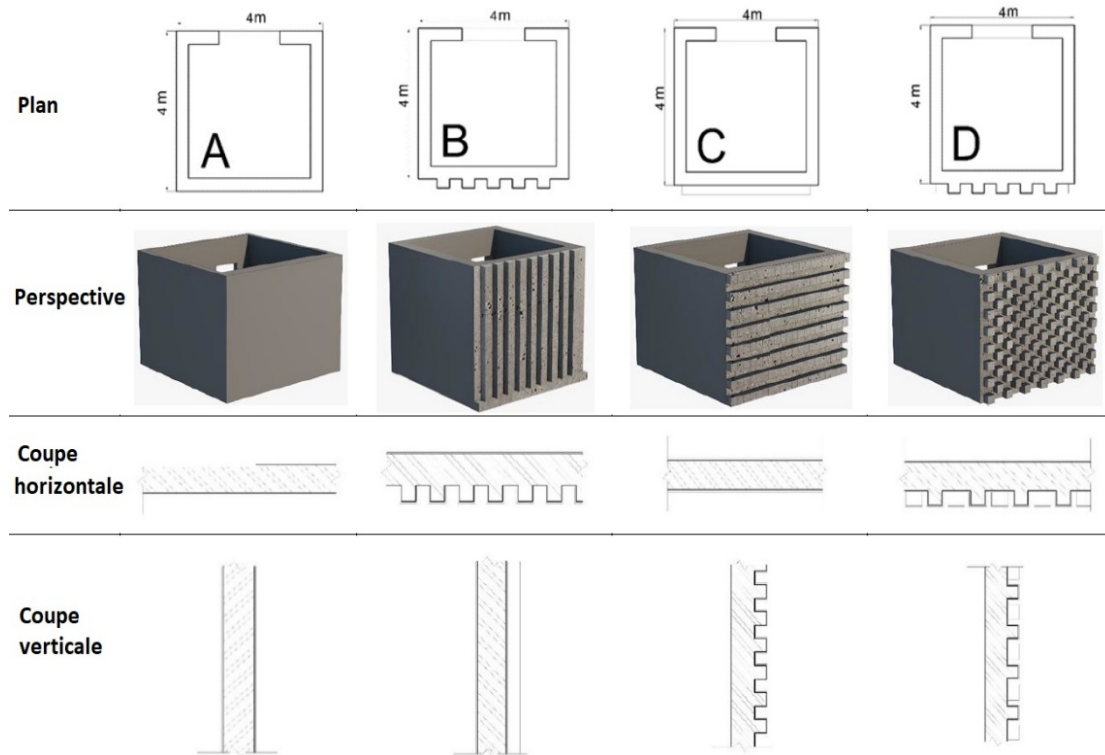 4m
4m
4m
4m
Plan
4 m
A
4 m
B
4 m
C
4 m
D
Perspective
Coupe
horizontale
Coupe
verticale